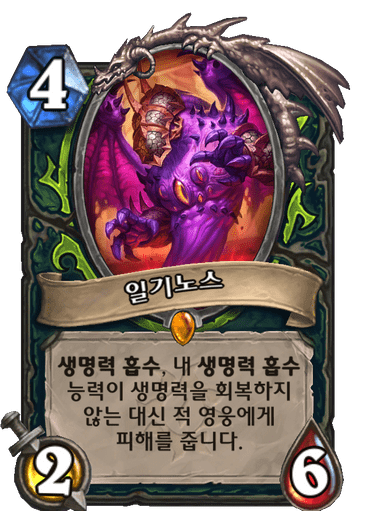 4
일기노스
생명력 흡수, 내 생명력 흡수
능력이 생명력을 회복하지
않는 대신 적 영웅에게
피해를 줍니다.
2
6